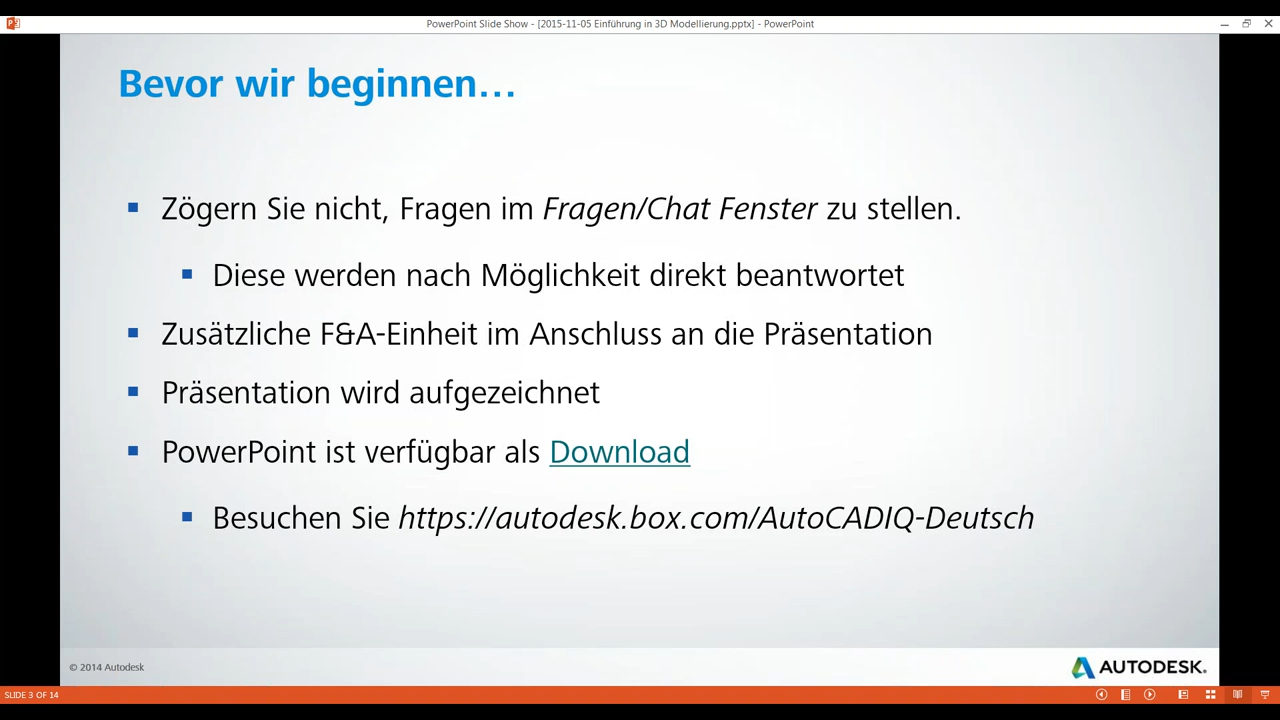 PowerPoint Slide Show - [2015-11-05 Einführung in 3D Modellierung.pptx] - PowerPoint
Bevor wir beginnen…
Zögern Sie nicht, Fragen im Fragen/Chat Fenster zu stellen.
Diese werden nach Möglichkeit direkt beantwortet
Zusätzliche F&A-Einheit im Anschluss an die Präsentation
Präsentation wird aufgezeichnet
PowerPoint ist verfügbar als Download
Besuchen Sie https://autodesk.box.com/AutoCADIQ-Deutsch
© 2014 Autodesk
AUTODESK.
SLIDE 3 OF 14